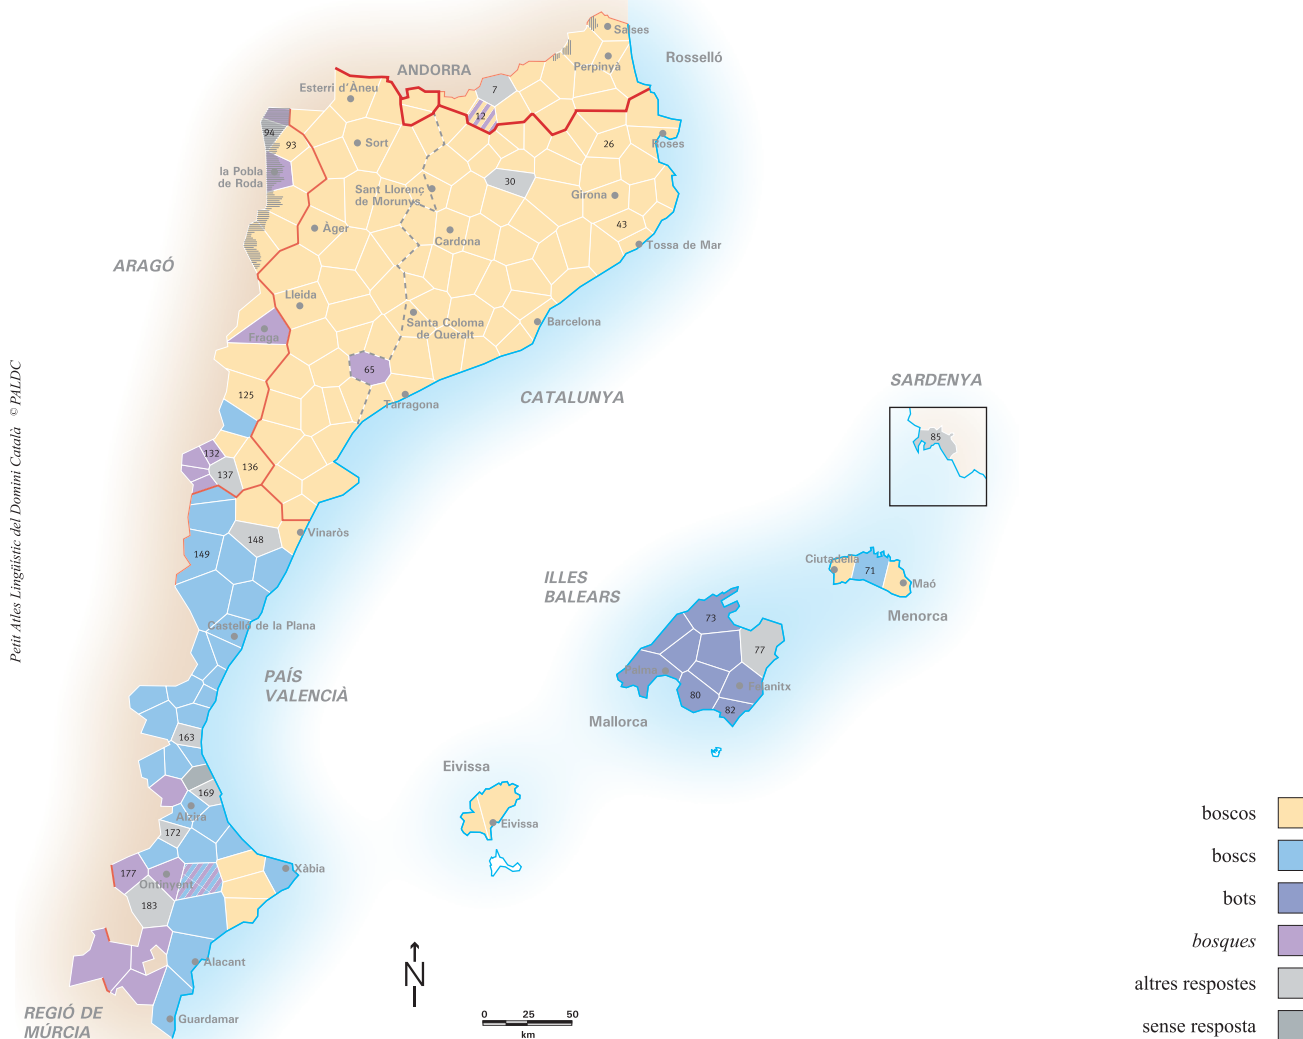 Salses
Rosselló
Perpinyà
ANDORRA
Esterri d'Àneu
7
12
94
93
Sort
26
Roses
la Pobla
de Roda
30
Sant Llorenç
de Morunys
Girona
Àger
Cardona
43
Tossa de Mar
ARAGÓ
Lleida
Santa Coloma
de Queralt
Barcelona
Fraga
65
125
Tarragona
CATALUNYA
SARDENYA
85
132
136
137
Vinaròs
148
149
Ciutadella
71
Maó
Menorca
ILLES
BALEARS
73
77
Palma
Felanitx
80
82
Mallorca
Castelló de la Plana
PAÍS
VALENCIÀ
163
169
Alzira
172
Eivissa
Eivissa
Xàbia
177
Ontinyent
183
Alacant
Guardamar
REGIÓ DE
MÚRCIA
N
0 25 50
km
boscos
boscs
bots
bosques
altres respostes
sense resposta
Petit Atles Lingüístic del Domini Català © PALDC